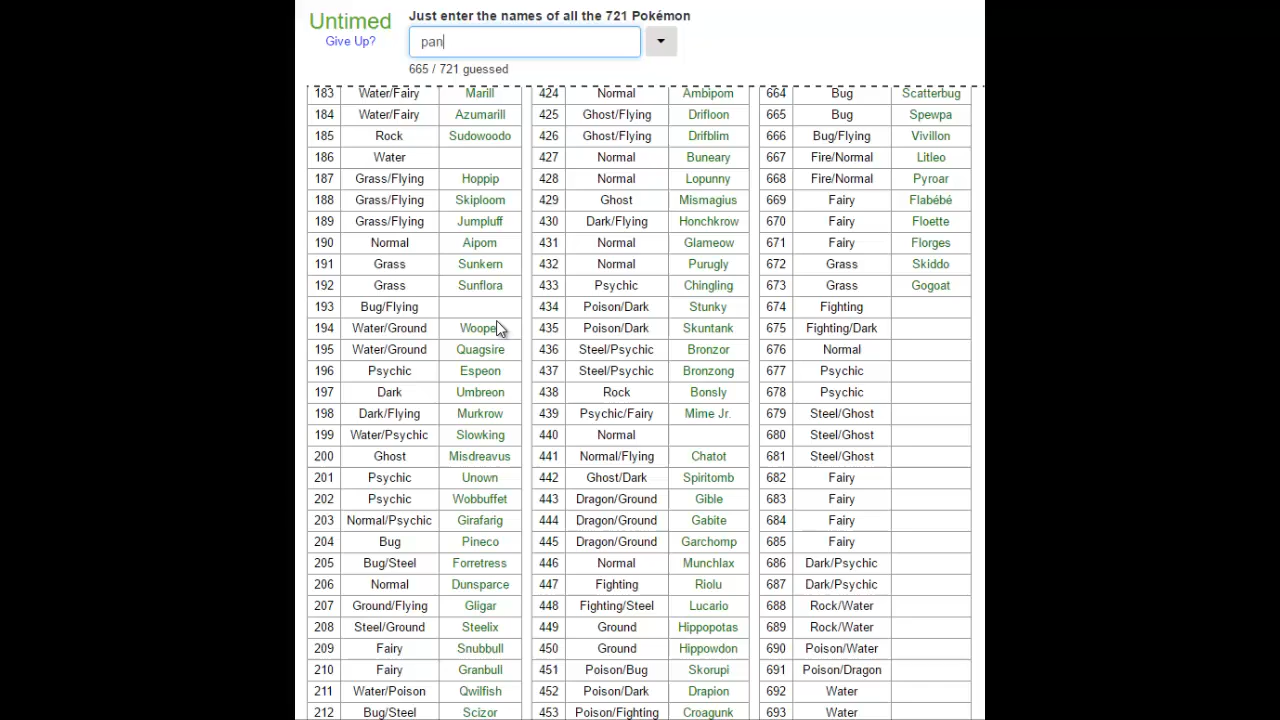 Untimed
Give Up?
Just enter the names of all the 721 Pokémon
pan
665 / 721 guessed
183 Water/Fairy Marill 424 Normal Ambipom 664 Bug Scatterbug
184 Water/Fairy Azumarill 425 Ghost/Flying Drifloon 665 Bug Spewpa
185 Rock Sudowoodo 426 Ghost/Flying Drifblim 666 Bug/Flying Vivillon
186 Water 427 Normal Buneary 667 Fire/Normal Litleo
187 Grass/Flying Hoppip 428 Normal Lopunny 668 Fire/Normal Pyroar
188 Grass/Flying Skiploom 429 Ghost Mismagius 669 Fairy Flabébé
189 Grass/Flying Jumpluff 430 Dark/Flying Honchkrow 670 Fairy Floette
190 Normal Aipom 431 Normal Glameow 671 Fairy Florges
191 Grass Sunkern 432 Normal Purugly 672 Grass Skiddo
192 Grass Sunflora 433 Psychic Chingling 673 Grass Gogoat
193 Bug/Flying 434 Poison/Dark Stunky 674 Fighting
194 Water/Ground Wooper 435 Poison/Dark Skuntank 675 Fighting/Dark
195 Water/Ground Quagsire 436 Steel/Psychic Bronzor 676 Normal
196 Psychic Espeon 437 Steel/Psychic Bronzong 677 Psychic
197 Dark Umbreon 438 Rock Bonsly 678 Psychic
198 Dark/Flying Murkrow 439 Psychic/Fairy Mime Jr. 679 Steel/Ghost
199 Water/Psychic Slowking 440 Normal 680 Steel/Ghost
200 Ghost Misdreavus 441 Normal/Flying Chatot 681 Steel/Ghost
201 Psychic Unown 442 Ghost/Dark Spiritomb 682 Fairy
202 Psychic Wobbuffet 443 Dragon/Ground Gible 683 Fairy
203 Normal/Psychic Girafarig 444 Dragon/Ground Gabite 684 Fairy
204 Bug Pineco 445 Dragon/Ground Garchomp 685 Fairy
205 Bug/Steel Forretress 446 Normal Munchlax 686 Dark/Psychic
206 Normal Dunsparce 447 Fighting Riolu 687 Dark/Psychic
207 Ground/Flying Gligar 448 Fighting/Steel Lucario 688 Rock/Water
208 Steel/Ground Steelix 449 Ground Hippopotas 689 Rock/Water
209 Fairy Snubbull 450 Ground Hippowdon 690 Poison/Water
210 Fairy Granbull 451 Poison/Bug Skorupi 691 Poison/Dragon
211 Water/Poison Qwilfish 452 Poison/Dark Drapion 692 Water
212 Bug/Steel Scizor 453 Poison/Fighting Croagunk 693 Water